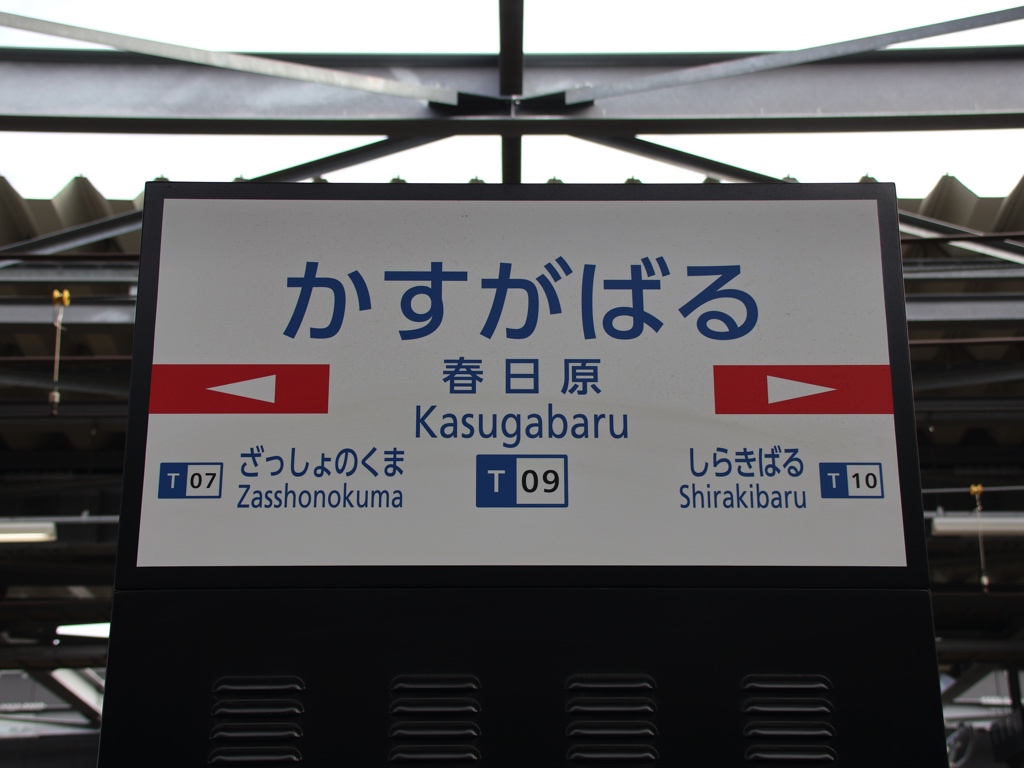 かすがばる
春日原
Kasugabaru
T 09
ざっしょのくま
Zasshonokuma
T 07
しらきばる
Shirakibaru
T 10